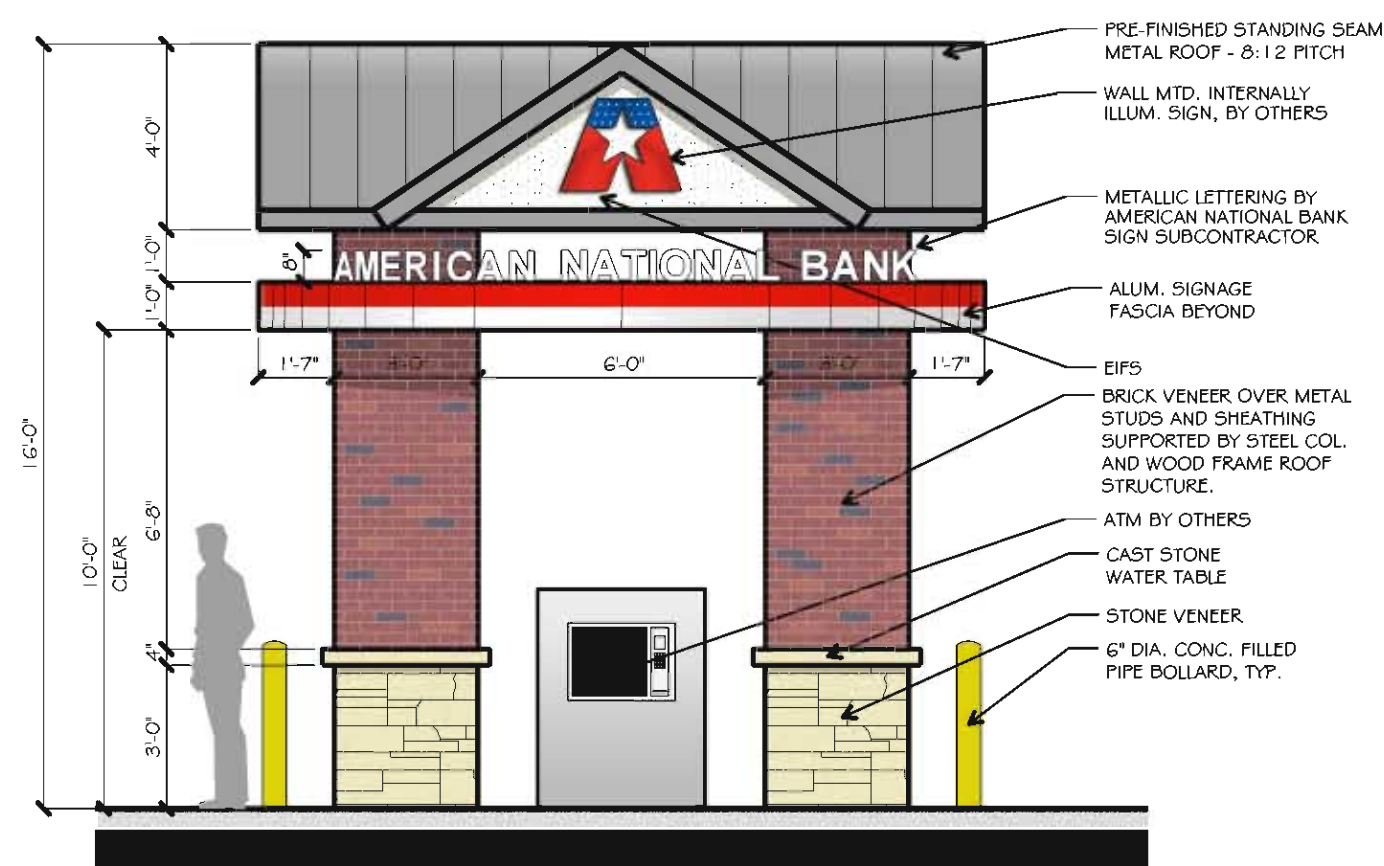 PRE-FINISHED STANDING SEAM
METAL ROOF - 8:12 PITCH
WALL MTD. INTERNALLY
ILLUM. SIGN, BY OTHERS
METALLIC LETTERING BY
AMERICAN NATIONAL BANK
SIGN SUBCONTRACTOR
ALUM. SIGNAGE
FASCIA BEYOND
EIFS
BRICK VENEER OVER METAL
STUDS AND SHEATHING
SUPPORTED BY STEEL COL.
AND WOOD FRAME ROOF
STRUCTURE.
ATM BY OTHERS
CAST STONE
WATER TABLE
STONE VENEER
6" DIA. CONC. FILLED
PIPE BOLLARD, TYP.
AMERICAN NATIONAL BANK
8"
1'-7"
3'-0"
6'-0"
3'-0"
1'-7"
4'-0"
1'-0"
1'-0"
6'-8"
4"
3'-0"
10'-0"
CLEAR
16'-0"